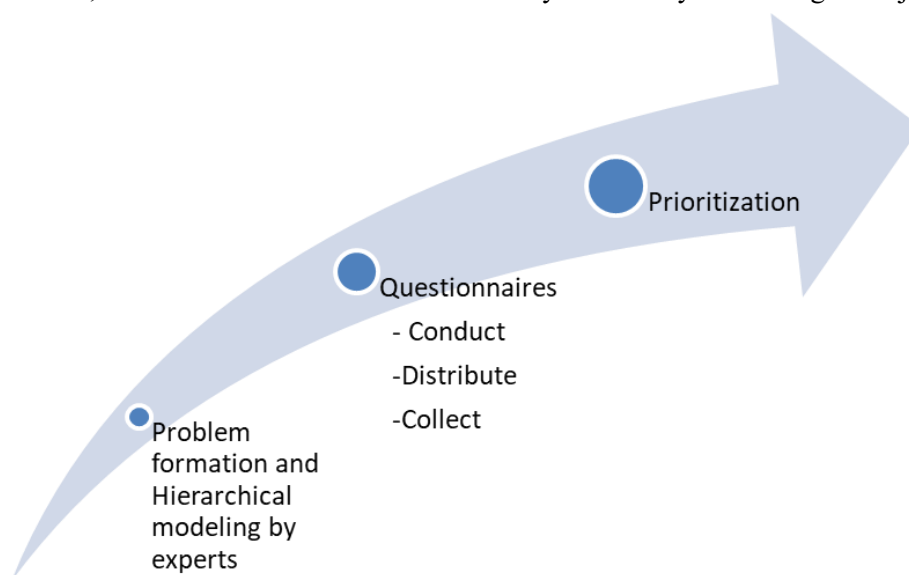 Prioritization
Questionnaires
- Conduct
-Distribute
-Collect
Problem
formation and
Hierarchical
modeling by
experts